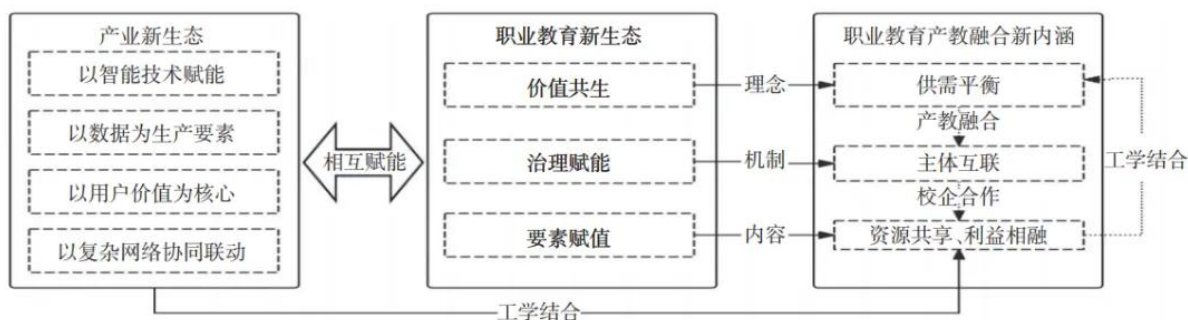 产业新生态
以智能技术赋能
以数据为生产要素
以用户价值为核心
以复杂网络协同联动
相互赋能
职业教育新生态
价值共生
治理赋能
要素赋值
理念
机制
内容
职业教育产教融合新内涵
供需平衡
产教融合
主体互联
校企合作
资源共享、利益相融
工学结合
工学结合